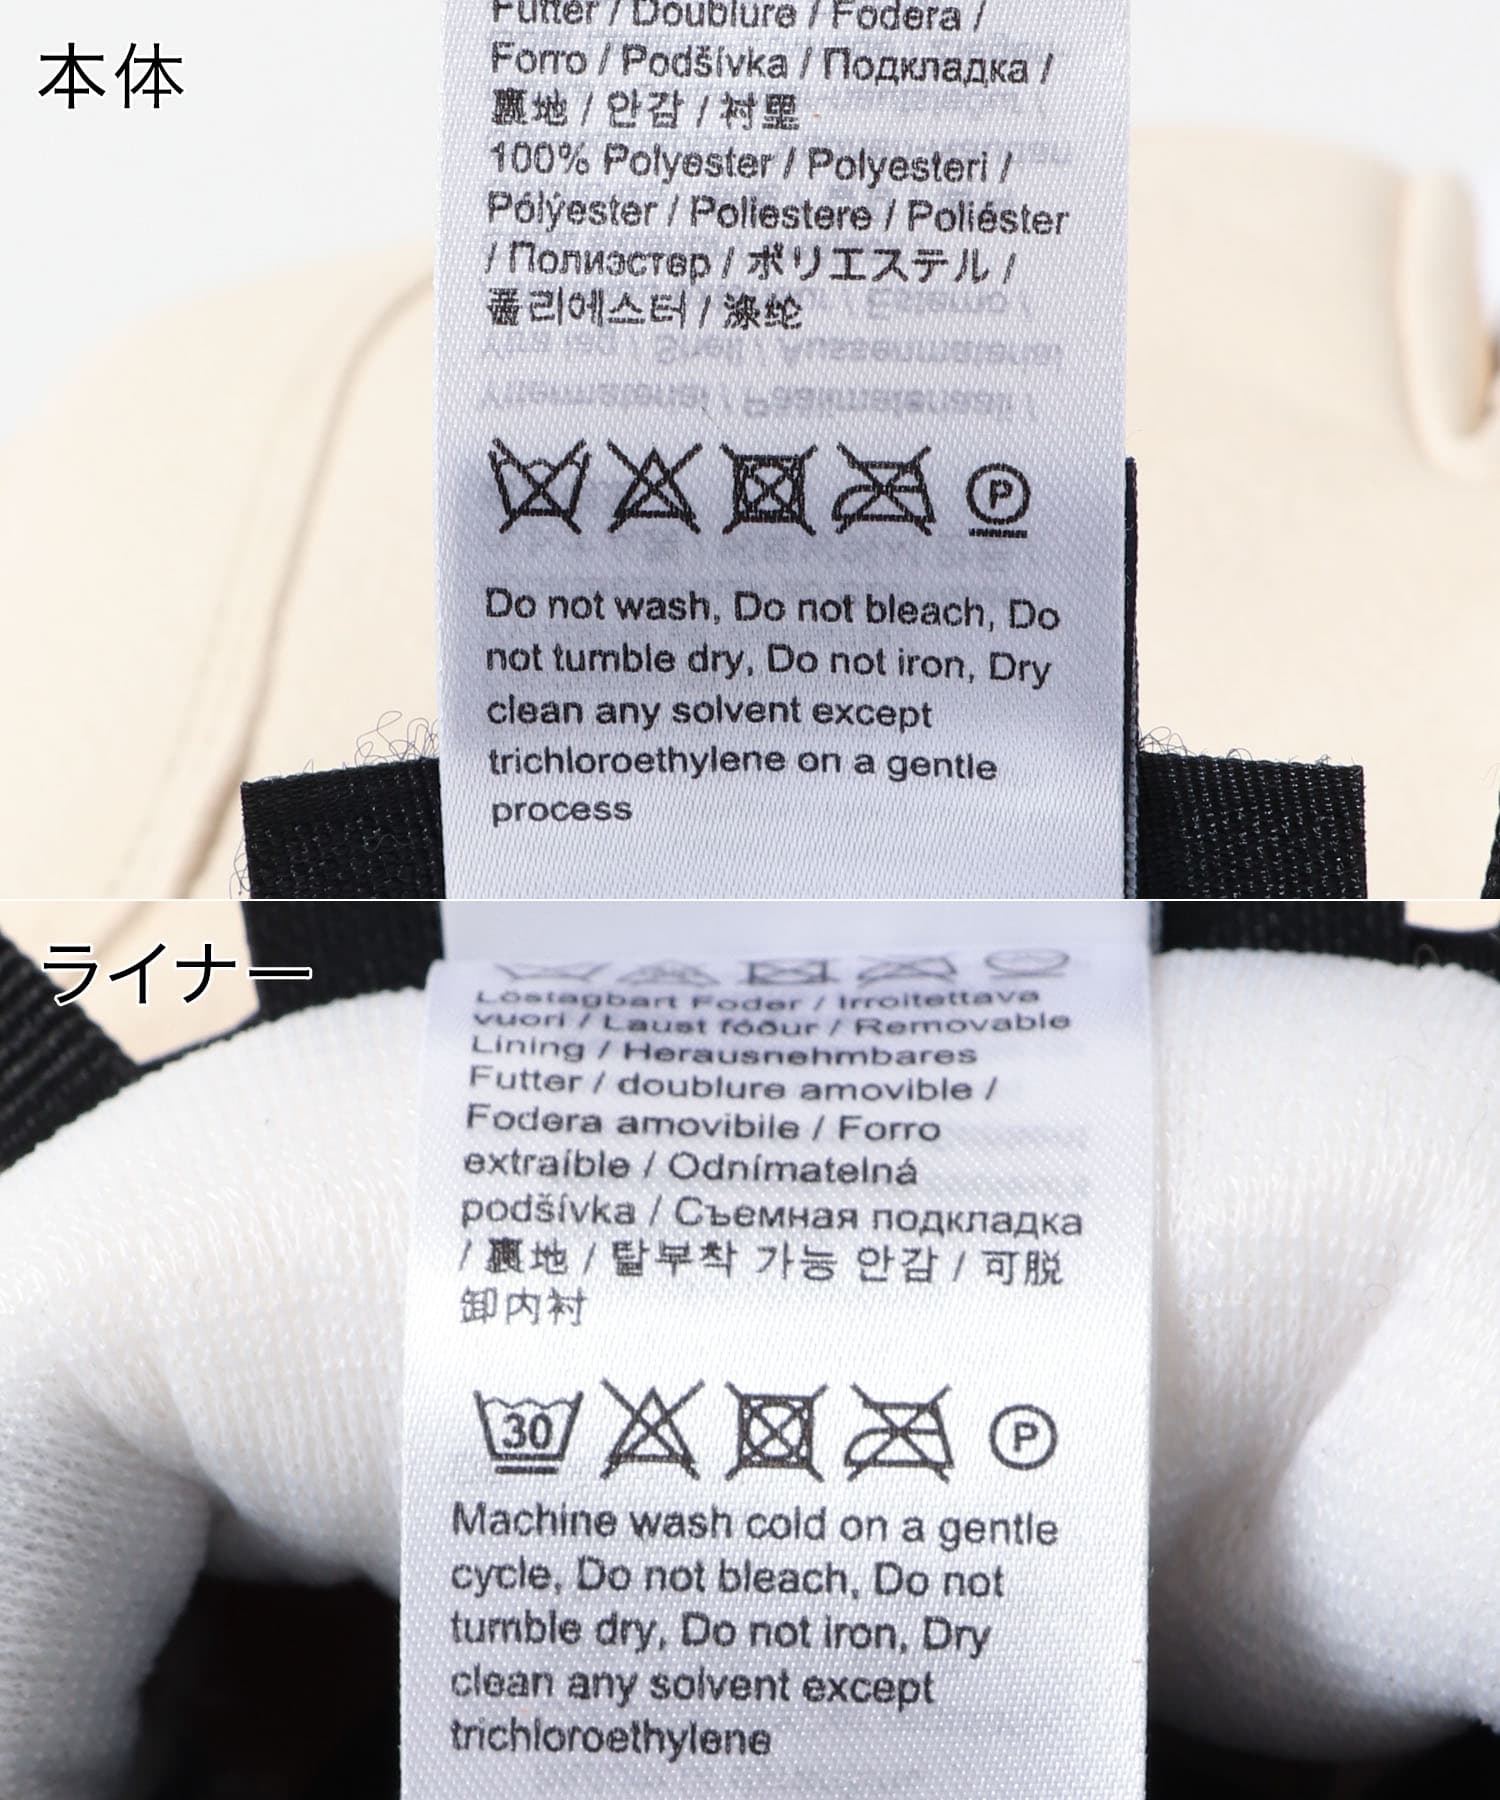 本体
Futter / Doublure / Fodera /
Forro / Podšívka / Подкладка /
裏地 / 안감 / 衬里
100% Polyester / Polyesteri /
Pólýester / Poliestere / Poliéster
/ Полиэстер / ポリエステル /
폴리에스터 / 涤纶
P
Do not wash, Do not bleach, Do
not tumble dry, Do not iron, Dry
clean any solvent except
trichloroethylene on a gentle
process
ライナー
Löstagbart Foder / Irroitettava
vuori / Laust fóður / Removable
Lining / Herausnehmbares
Futter / doublure amovible /
Fodera amovibile / Forro
extraíble / Odnímatelná
podšívka / Съемная подкладка
/ 裏地 / 탈부착 가능 안감 / 可脱
卸内衬
30 P
Machine wash cold on a gentle
cycle, Do not bleach, Do not
tumble dry, Do not iron, Dry
clean any solvent except
trichloroethylene